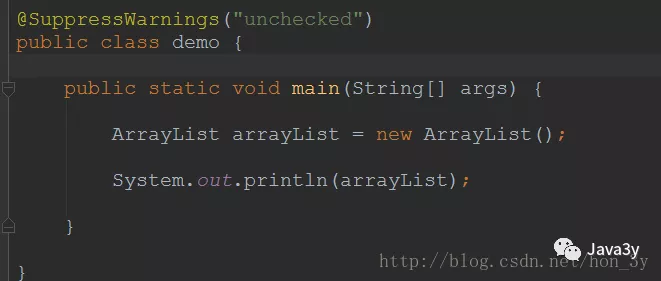 @SuppressWarnings("unchecked")
public class demo {
public static void main(String[] args) {
ArrayList arrayList = new ArrayList();
System.out.println(arrayList);
}
Java3y
http://blog.csdn.net/hon_3y
}